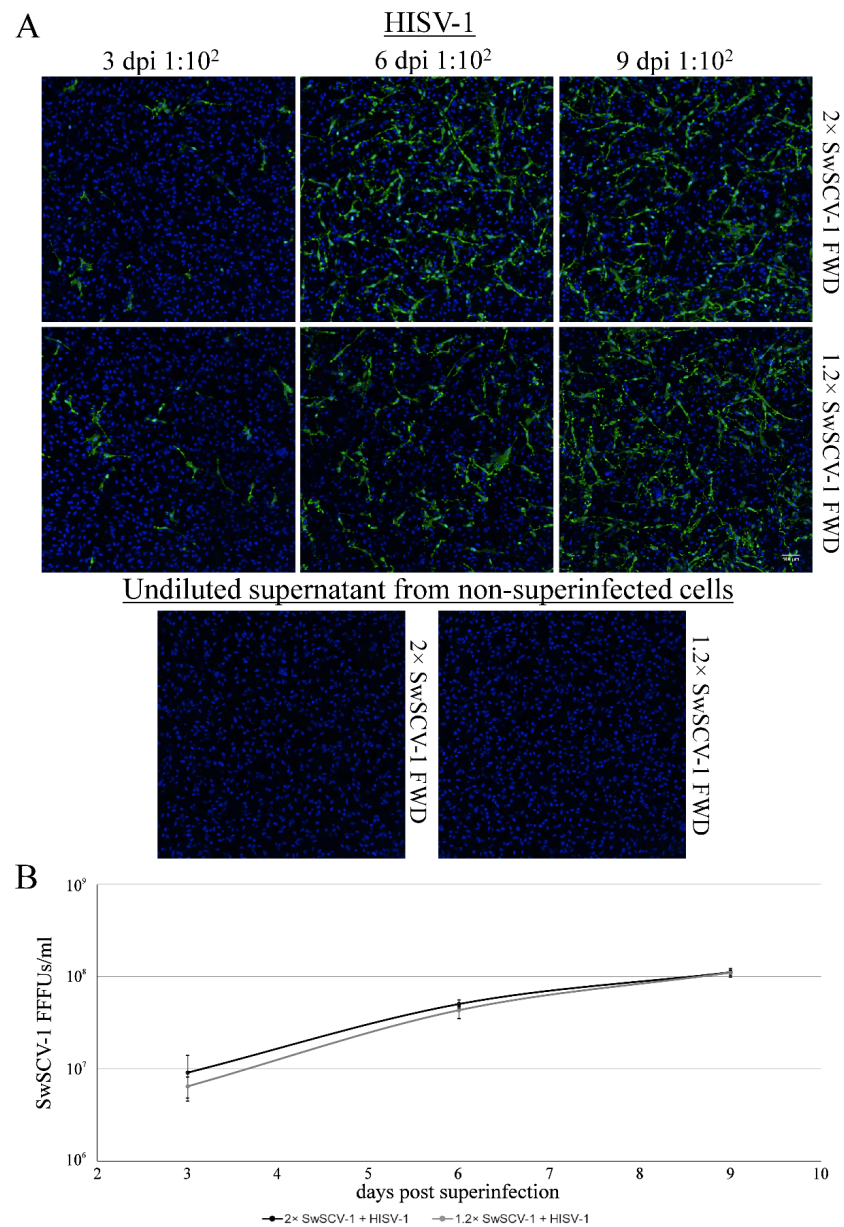 A
HISV-1
3 dpi 1:10²
6 dpi 1:10²
9 dpi 1:10²
2× SwSCV-1 FWD
1.2× SwSCV-1 FWD
Undiluted supernatant from non-superinfected cells
2× SwSCV-1 FWD
1.2× SwSCV-1 FWD
B
SwSCV-1 FFFUs/ml
10⁹
10⁸
10⁷
10⁶
2 3 4 5 6 7 8 9 10
days post superinfection
2× SwSCV-1 + HISV-1 1.2× SwSCV-1 + HISV-1